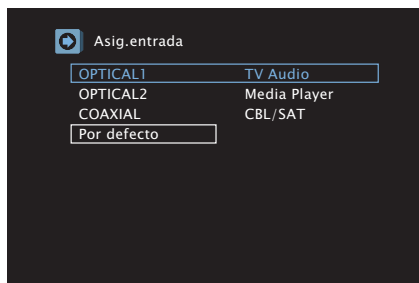 Asig.entrada
OPTICAL1 TV Audio
OPTICAL2 Media Player
COAXIAL CBL/SAT
Por defecto